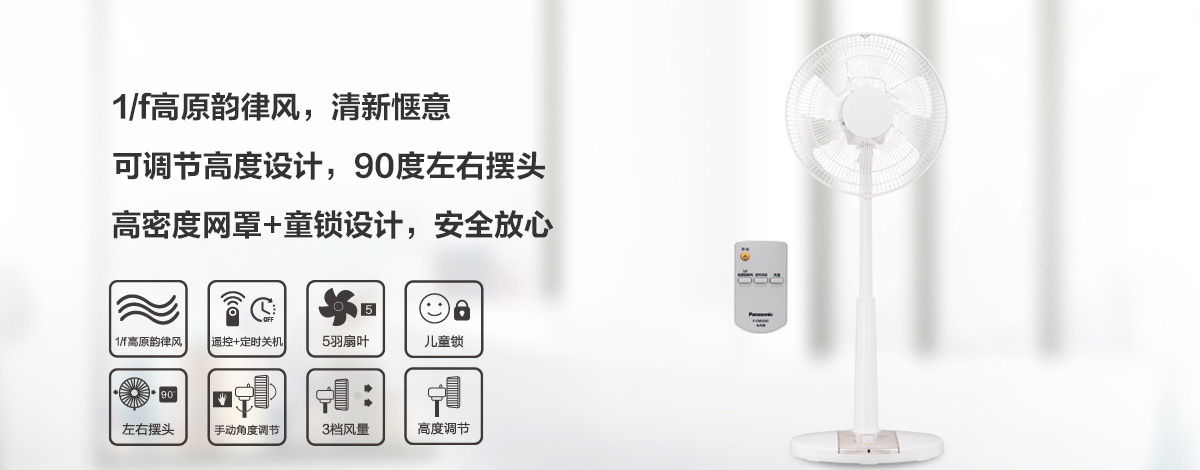 1/f高原韵律风，清新惬意
可调节高度设计，90度左右摆头
高密度网罩+童锁设计，安全放心
OFF
5
1/f高原韵律风
遥控+定时关机
5羽扇叶
儿童锁
90°
左右摆头
手动角度调节
3档风量
高度调节
1/f
风量
Panasonic